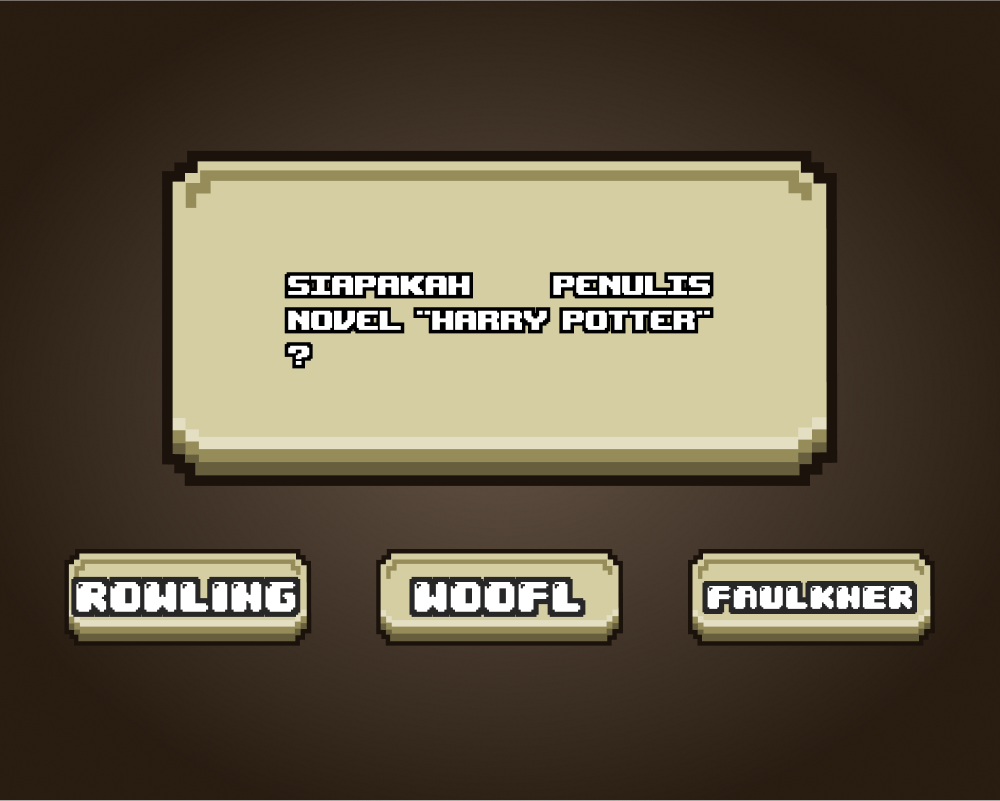 SIAPAKAH PENULIS
NOVEL "HARRY POTTER"
?
ROWLING
WOOFL
FAULKNER